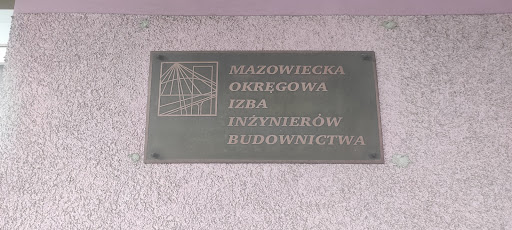 MAZOWIECKA
OKRĘGOWA
IZBA
INŻYNIERÓW
BUDOWNICTWA